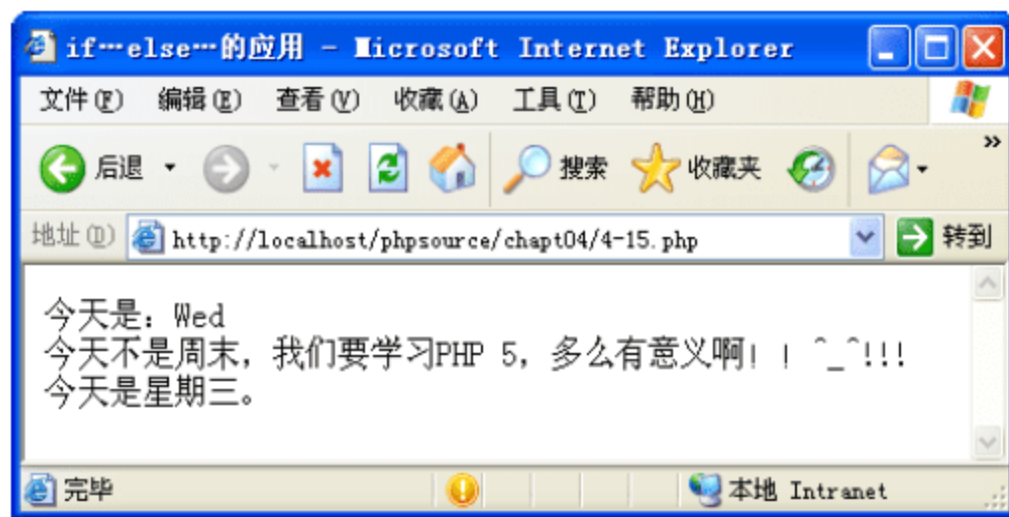 if…else…的应用 - Microsoft Internet Explorer
文件(F) 编辑(E) 查看(V) 收藏(A) 工具(T) 帮助(H)
后退 搜索 收藏夹 »
地址(D) http://localhost/phpsource/chapt04/4-15.php 转到
今天是：Wed
今天不是周末，我们要学习PHP 5，多么有意义啊！！^_^!!!
今天是星期三。
完毕 本地 Intranet